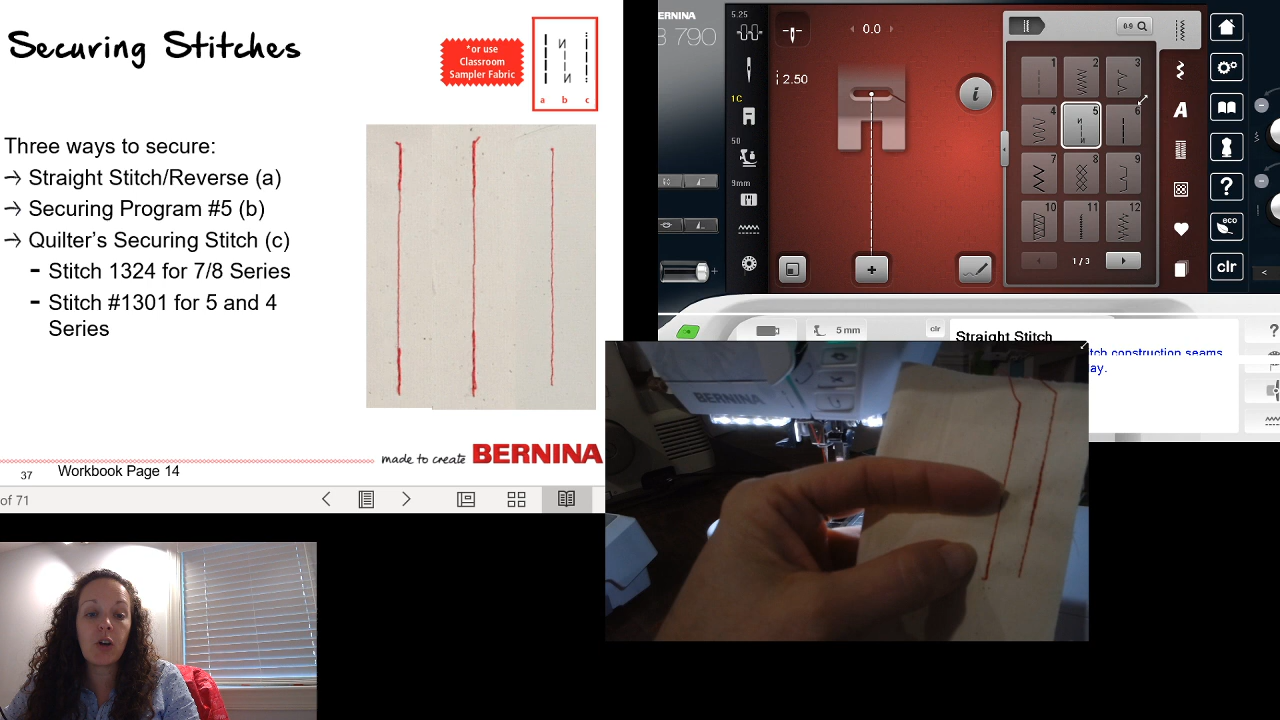 Securing Stitches
*or use
Classroom
Sampler Fabric
a b c
Three ways to secure:
→ Straight Stitch/Reverse (a)
→ Securing Program #5 (b)
→ Quilter's Securing Stitch (c)
- Stitch 1324 for 7/8 Series
- Stitch #1301 for 5 and 4
Series
made to create BERNINA
37 Workbook Page 14
of 71
BERNINA
790
5.25
0.0
2.50
1C
50
9mm
i
0-9
1 2 3
4 5 6
7 8 9
10 11 12
1 / 3
A
?
eco
clr
5 mm
clr
Straight Stitch
construction seams
ay.
?
BERNINA